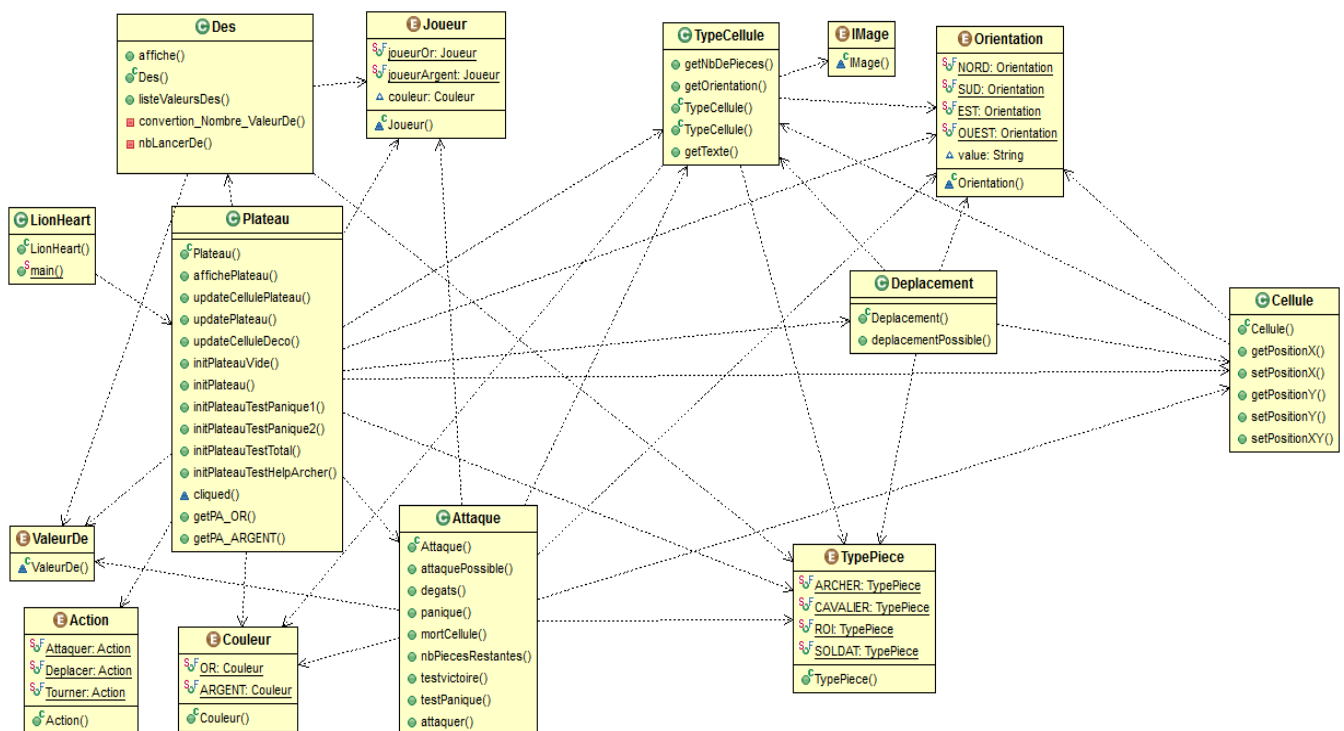 Des
affiche()
Des()
listeValeursDes()
convertion_Nombre_ValeurDe()
nbLancerDe()
Joueur
joueurOr: Joueur
joueurArgent: Joueur
couleur: Couleur
Joueur()
TypeCellule
getNbDePieces()
getOrientation()
TypeCellule()
TypeCellule()
getTexte()
IMage
IMage()
Orientation
NORD: Orientation
SUD: Orientation
EST: Orientation
OUEST: Orientation
value: String
Orientation()
LionHeart
LionHeart()
main()
Plateau
Plateau()
affichePlateau()
updateCellulePlateau()
updatePlateau()
updateCelluleDeco()
initPlateauVide()
initPlateau()
initPlateauTestPanique1()
initPlateauTestPanique2()
initPlateauTestTotal()
initPlateauTestHelpArcher()
cliqued()
getPA_OR()
getPA_ARGENT()
Deplacement
Deplacement()
deplacementPossible()
Cellule
Cellule()
getPositionX()
setPositionX()
getPositionY()
setPositionY()
setPositionXY()
ValeurDe
ValeurDe()
Action
Attaquer: Action
Deplacer: Action
Tourner: Action
Action()
Couleur
OR: Couleur
ARGENT: Couleur
Couleur()
Attaque
Attaque()
attaquePossible()
degats()
panique()
mortCellule()
nbPiecesRestantes()
testvictoire()
testPanique()
attaquer()
TypePiece
ARCHER: TypePiece
CAVALIER: TypePiece
ROI: TypePiece
SOLDAT: TypePiece
TypePiece()